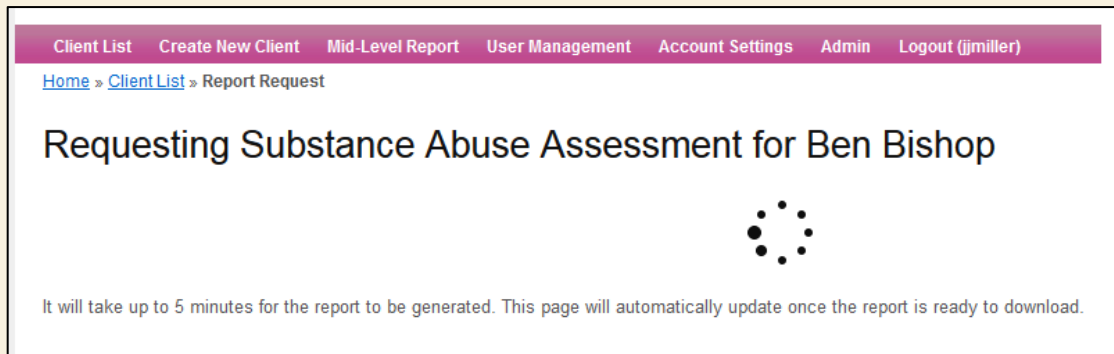 Client List Create New Client Mid-Level Report User Management Account Settings Admin Logout (jjmiller)
Home » Client List » Report Request
Requesting Substance Abuse Assessment for Ben Bishop
It will take up to 5 minutes for the report to be generated. This page will automatically update once the report is ready to download.